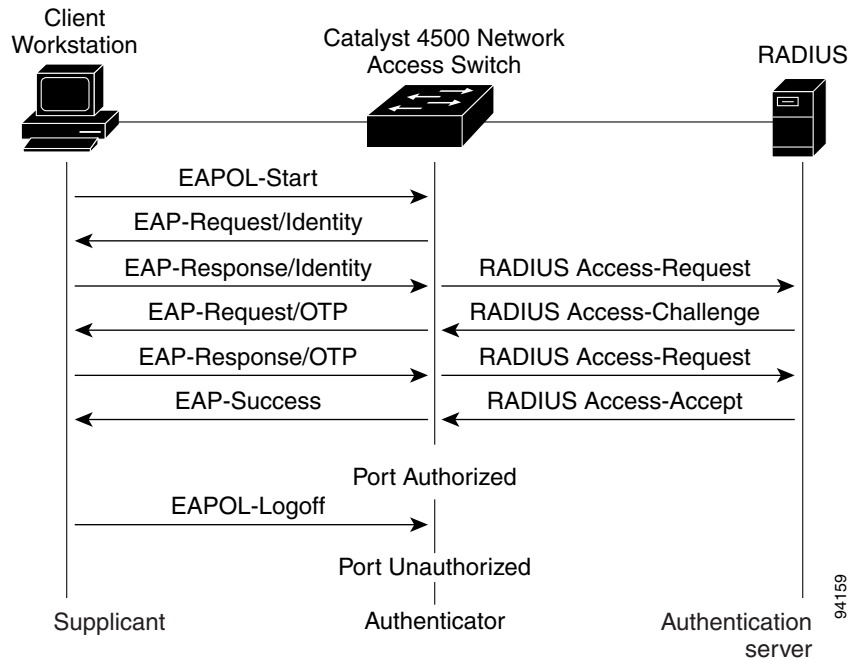 Client
Workstation
Catalyst 4500 Network
Access Switch
RADIUS
EAPOL-Start
EAP-Request/Identity
EAP-Response/Identity
RADIUS Access-Request
EAP-Request/OTP
RADIUS Access-Challenge
EAP-Response/OTP
RADIUS Access-Request
EAP-Success
RADIUS Access-Accept
Port Authorized
EAPOL-Logoff
Port Unauthorized
Supplicant
Authenticator
Authentication
server
94159